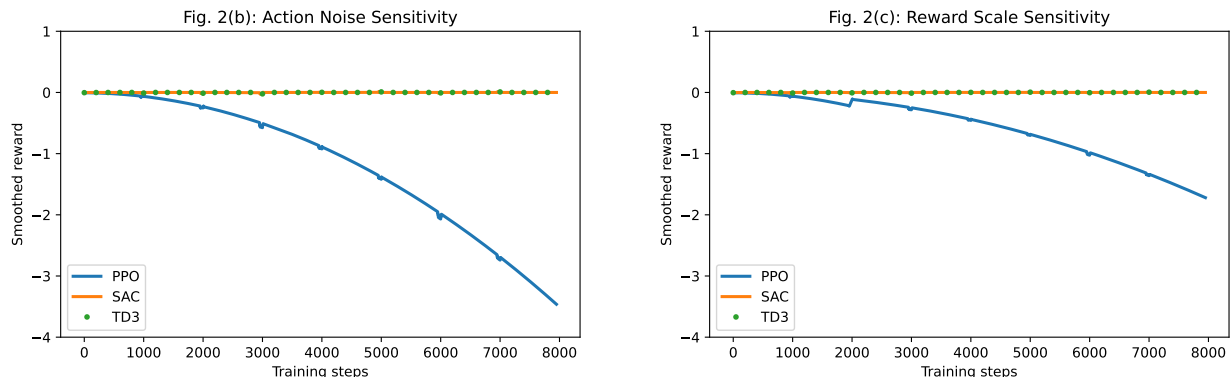 Fig. 2(b): Action Noise Sensitivity
1
0
−1
−2
−3
−4
Smoothed reward
PPO
SAC
TD3
0 1000 2000 3000 4000 5000 6000 7000 8000
Training steps
Fig. 2(c): Reward Scale Sensitivity
1
0
−1
−2
−3
−4
Smoothed reward
PPO
SAC
TD3
0 1000 2000 3000 4000 5000 6000 7000 8000
Training steps